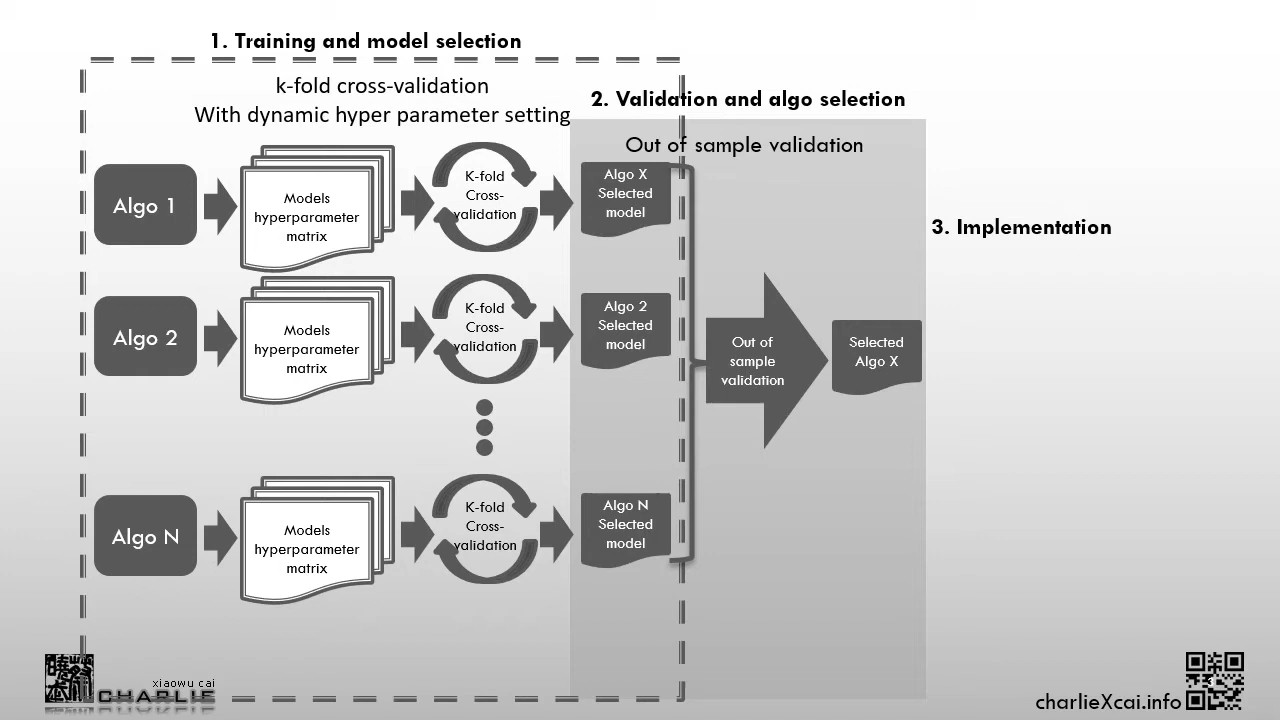 1. Training and model selection
k-fold cross-validation
With dynamic hyper parameter setting
2. Validation and algo selection
Out of sample validation
3. Implementation
Algo 1
Models
hyperparameter
matrix
K-fold
Cross-
validation
Algo X
Selected
model
Algo 2
Models
hyperparameter
matrix
K-fold
Cross-
validation
Algo 2
Selected
model
Out of
sample
validation
Selected
Algo X
Algo N
Models
hyperparameter
matrix
K-fold
Cross-
validation
Algo N
Selected
model
xiaowu cai
CHARLIE
charlieXcai.info